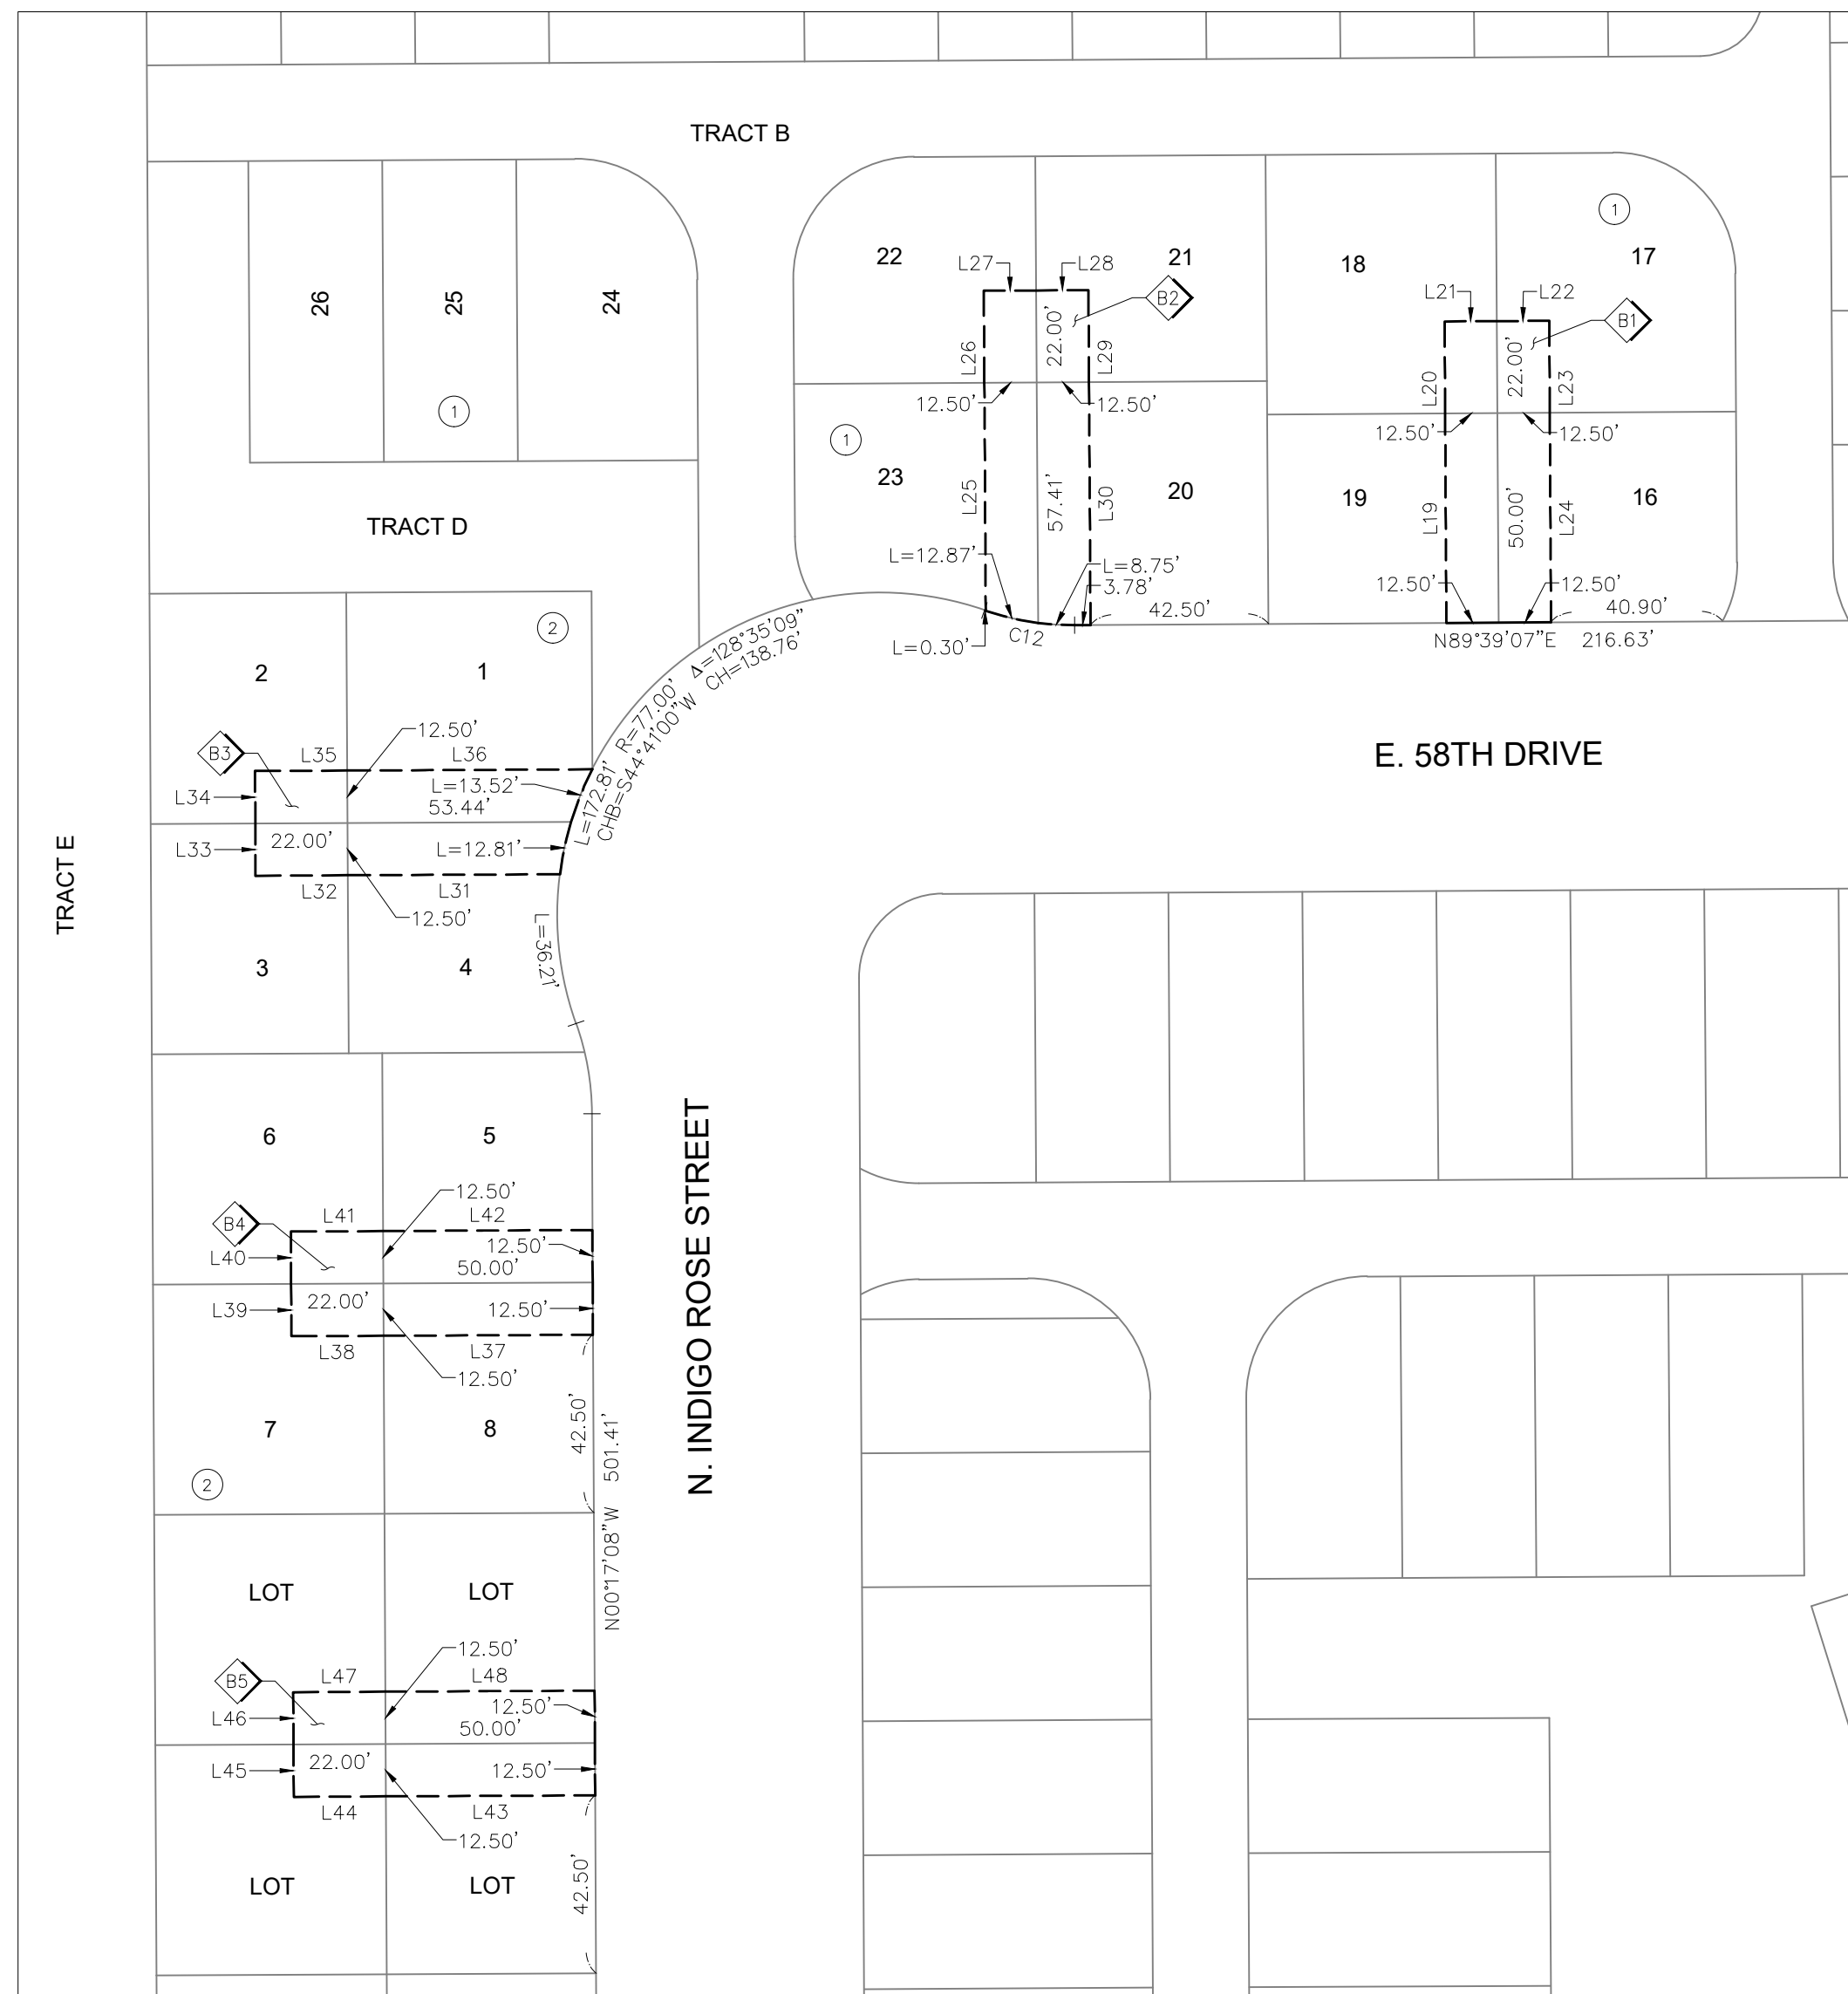 TRACT B
1
22
21
18
17
L27
L28
B2
L21
L22
B1
26
25
24
22.00'
L26
L29
22.00'
L20
L23
1
12.50'
12.50'
12.50'
12.50'
1
23
20
19
16
L25
57.41'
L30
L19
50.00'
L24
TRACT D
L=12.87'
L=8.75'
3.78'
42.50'
12.50'
12.50'
40.90'
C12
L=0.30'
N89°39'07"E 216.63'
2
2
1
L=172.81' R=77.00' Δ=128°35'09"
CHB=S44°41'00"W CH=138.76'
12.50'
B3
L35
L36
E. 58TH DRIVE
L34
L=13.52'
53.44'
L33
22.00'
L=12.81'
L32
L31
12.50'
TRACT E
3
4
L=36.21'
6
5
N. INDIGO ROSE STREET
12.50'
B4
L41
L42
L40
12.50'
50.00'
L39
22.00'
12.50'
L38
L37
12.50'
7
8
42.50'
N00°17'08"W 501.41'
2
LOT
LOT
12.50'
B5
L47
L48
L46
12.50'
50.00'
L45
22.00'
12.50'
L44
L43
12.50'
LOT
LOT
42.50'